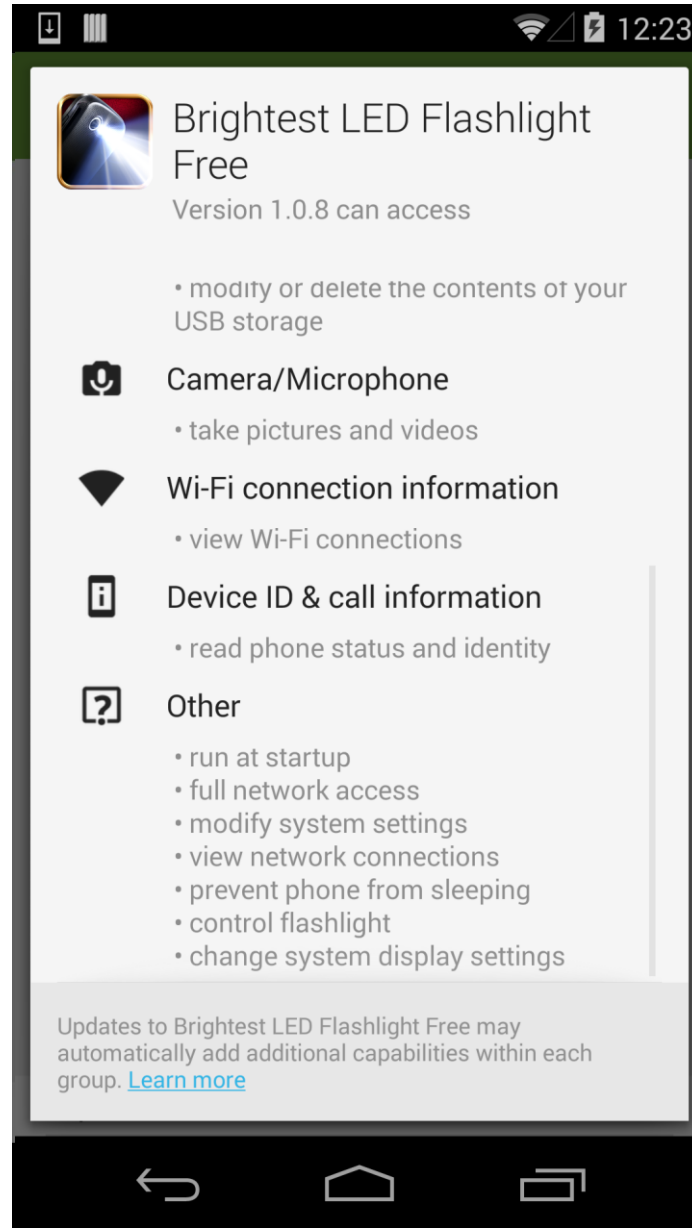 12:23
Brightest LED Flashlight
Free
Version 1.0.8 can access
• modify or delete the contents of your
USB storage
Camera/Microphone
• take pictures and videos
Wi-Fi connection information
• view Wi-Fi connections
Device ID & call information
• read phone status and identity
Other
• run at startup
• full network access
• modify system settings
• view network connections
• prevent phone from sleeping
• control flashlight
• change system display settings
Updates to Brightest LED Flashlight Free may
automatically add additional capabilities within each
group. Learn more